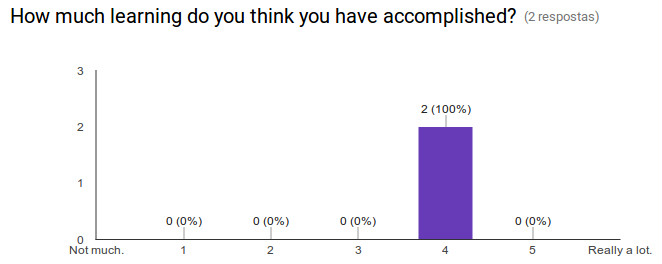 How much learning do you think you have accomplished? (2 respostas)
3
2 (100%)
2
1
0 (0%) 0 (0%) 0 (0%) 0 (0%)
0
Not much. 1 2 3 4 5 Really a lot.